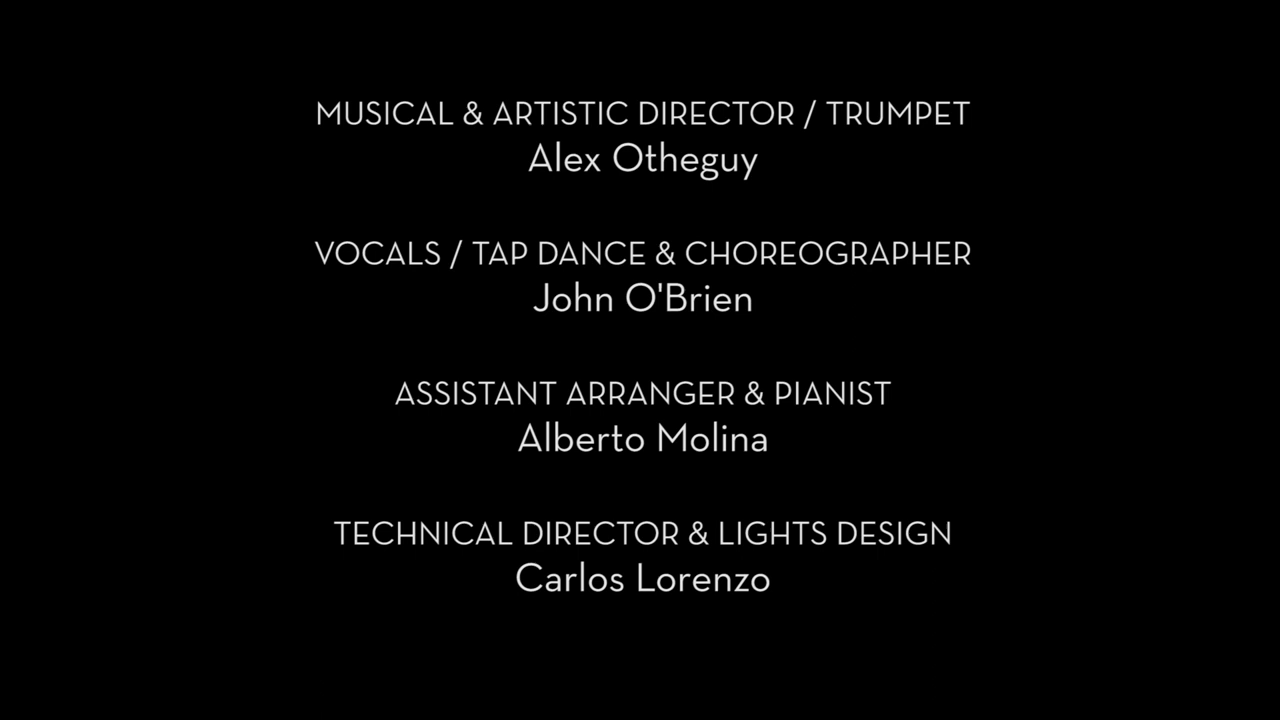 MUSICAL & ARTISTIC DIRECTOR / TRUMPET
Alex Otheguy
VOCALS / TAP DANCE & CHOREOGRAPHER
John O'Brien
ASSISTANT ARRANGER & PIANIST
Alberto Molina
TECHNICAL DIRECTOR & LIGHTS DESIGN
Carlos Lorenzo